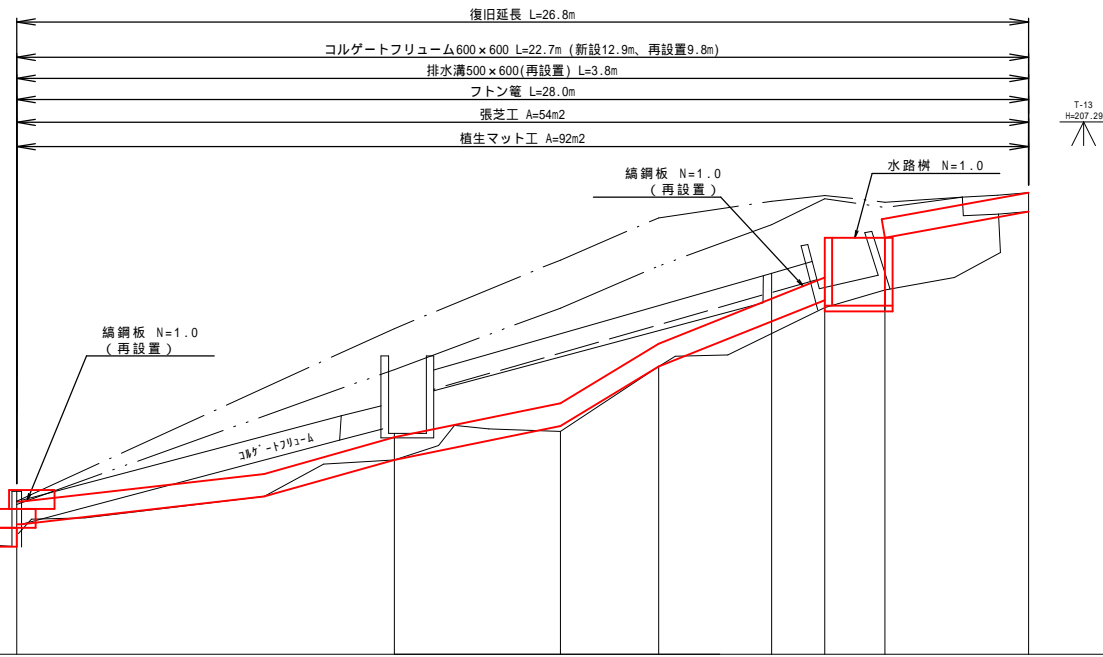 復旧延長 L=26.8m
コルゲートフリューム600×600 L=22.7m (新設12.9m、再設置9.8m)
排水溝500×600(再設置) L=3.8m
フトン篭 L=28.0m
張芝工 A=54m2
植生マット工 A=92m2
T-13
H=207.29
水路桝 N=1.0
縞鋼板 N=1.0
（再設置）
縞鋼板 N=1.0
（再設置）
ｺﾙｹﾞｰﾄﾌﾘｭｰﾑ